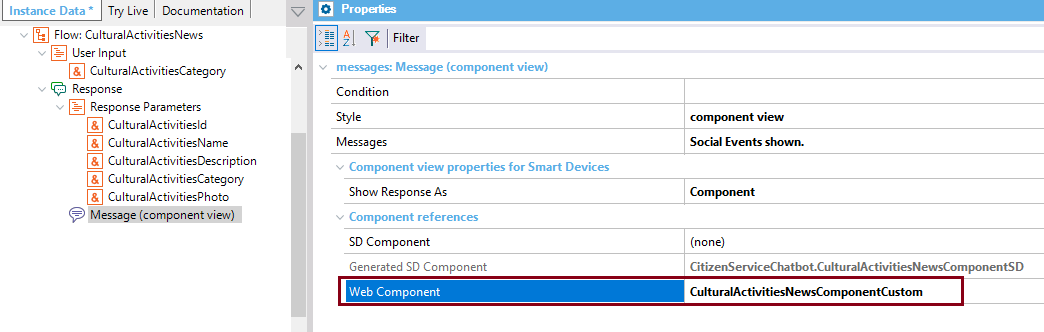 Instance Data * Try Live Documentation
Flow: CulturalActivitiesNews
User Input
& CulturalActivitiesCategory
Response
Response Parameters
& CulturalActivitiesId
& CulturalActivitiesName
& CulturalActivitiesDescription
& CulturalActivitiesCategory
& CulturalActivitiesPhoto
Message (component view)
Properties
A Z Filter
messages: Message (component view)
Condition
Style component view
Messages Social Events shown.
Component view properties for Smart Devices
Show Response As Component
Component references
SD Component (none)
Generated SD Component CitizenServiceChatbot.CulturalActivitiesNewsComponentSD
Web Component CulturalActivitiesNewsComponentCustom